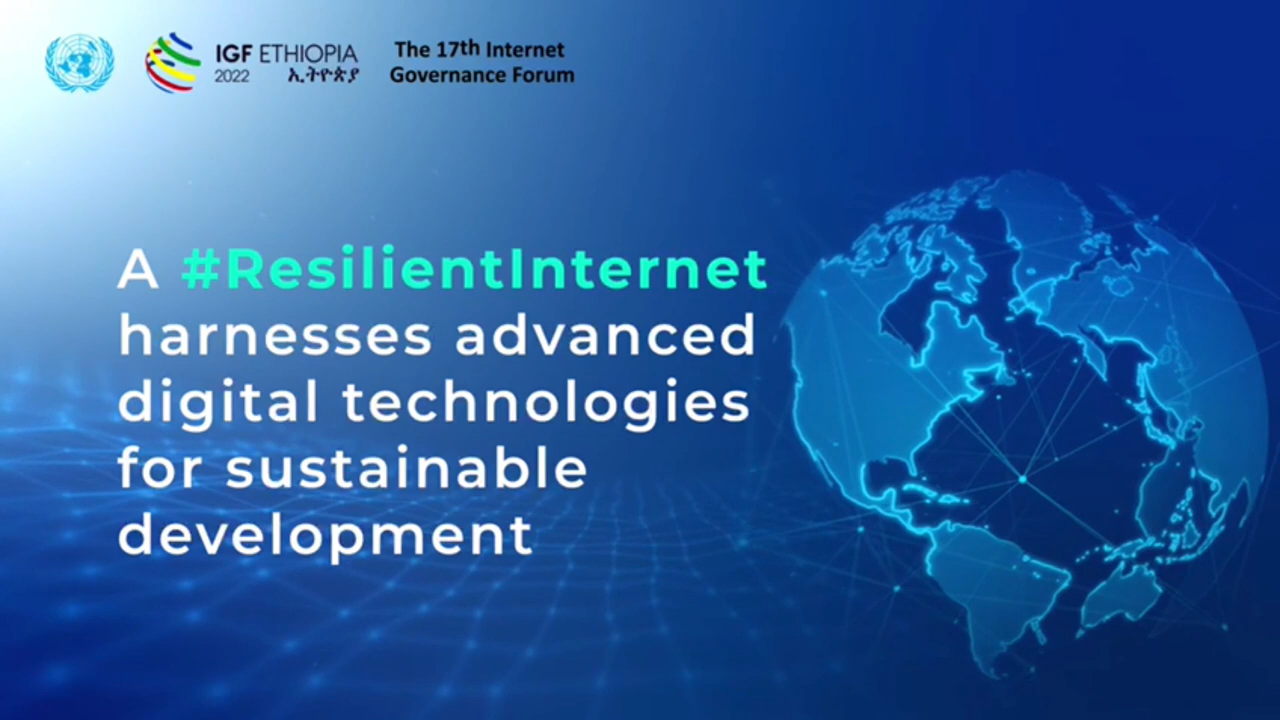 IGF ETHIOPIA
2022 ኢትዮጵያ
The 17th Internet
Governance Forum
A #ResilientInternet
harnesses advanced
digital technologies
for sustainable
development